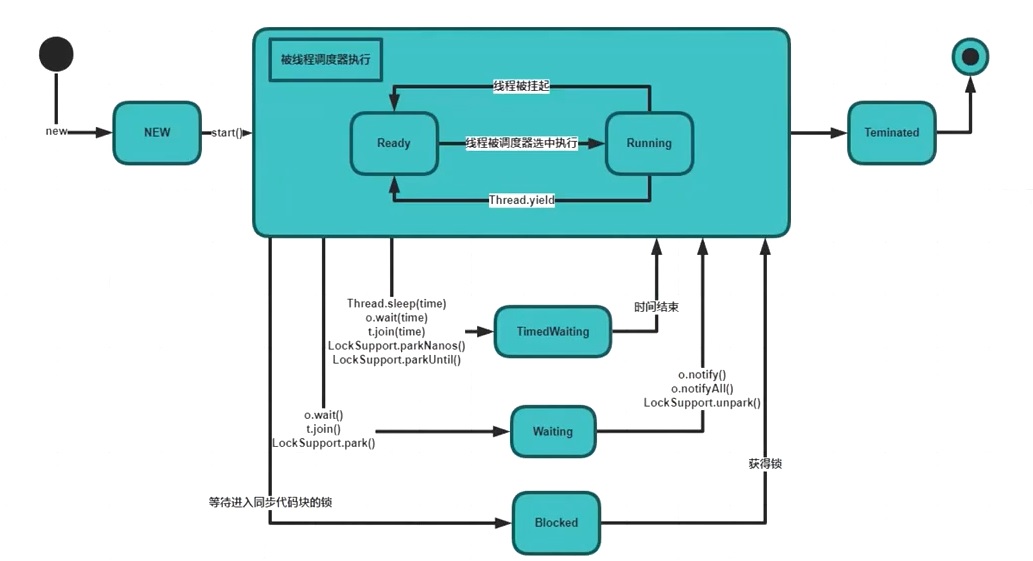 被线程调度器执行
线程被挂起
new
NEW
start()
Ready
线程被调度器选中执行
Running
Teminated
Thread.yield
Thread.sleep(time)
o.wait(time)
t.join(time)
LockSupport.parkNanos()
LockSupport.parkUntil()
TimedWaiting
时间结束
o.notify()
o.notifyAll()
LockSupport.unpark()
o.wait()
t.join()
LockSupport.park()
Waiting
获得锁
等待进入同步代码块的锁
Blocked